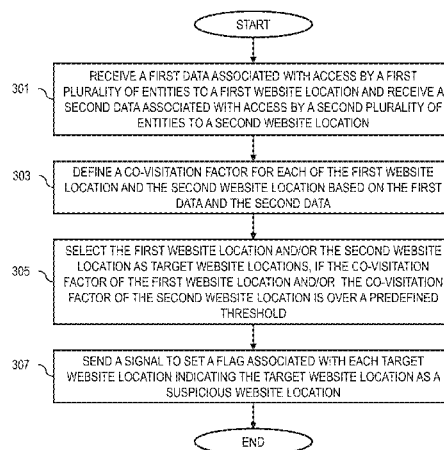 START
301
RECEIVE A FIRST DATA ASSOCIATED WITH ACCESS BY A FIRST
PLURALITY OF ENTITIES TO A FIRST WEBSITE LOCATION AND RECEIVE A
SECOND DATA ASSOCIATED WITH ACCESS BY A SECOND PLURALITY OF
ENTITIES TO A SECOND WEBSITE LOCATION
303
DEFINE A CO-VISITATION FACTOR FOR EACH OF THE FIRST WEBSITE
LOCATION AND THE SECOND WEBSITE LOCATION BASED ON THE FIRST
DATA AND THE SECOND DATA
305
SELECT THE FIRST WEBSITE LOCATION AND/OR THE SECOND WEBSITE
LOCATION AS TARGET WEBSITE LOCATIONS, IF THE CO-VISITATION
FACTOR OF THE FIRST WEBSITE LOCATION AND/OR THE CO-VISITATION
FACTOR OF THE SECOND WEBSITE LOCATION IS OVER A PREDEFINED
THRESHOLD
307
SEND A SIGNAL TO SET A FLAG ASSOCIATED WITH EACH TARGET
WEBSITE LOCATION INDICATING THE TARGET WEBSITE LOCATION AS A
SUSPICIOUS WEBSITE LOCATION
END